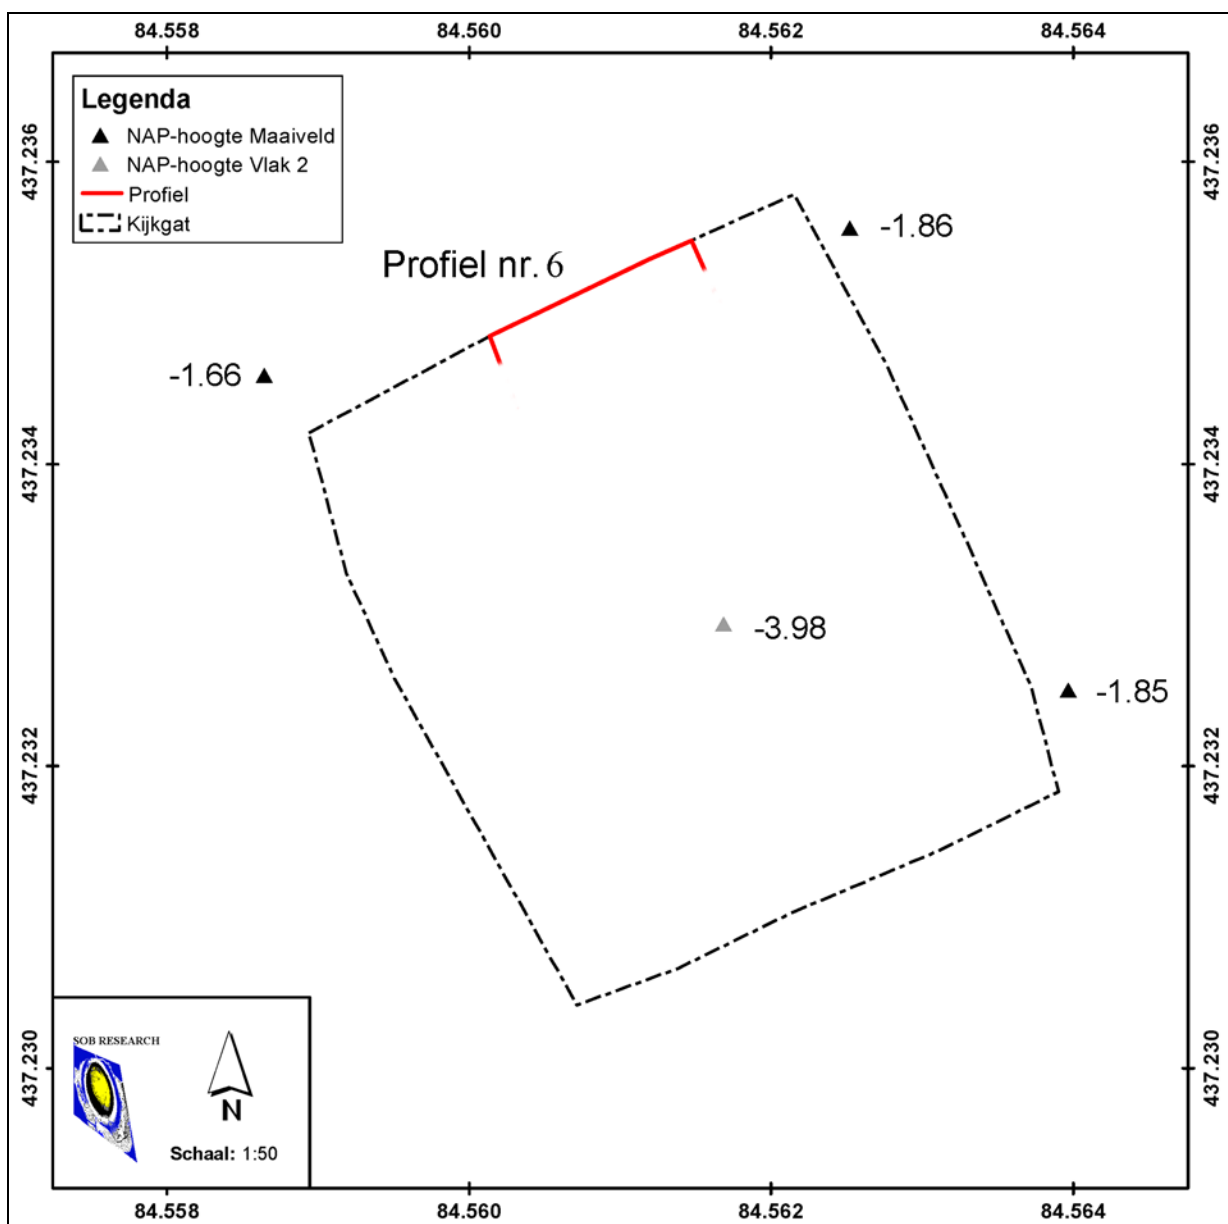 84.558 84.560 84.562 84.564
Legenda
NAP-hoogte Maaiveld
NAP-hoogte Vlak 2
Profiel
Kijkgat
437.236
437.236
-1.86
Profiel nr. 6
-1.66
437.234
437.234
-3.98
-1.85
437.232
437.232
SOB RESEARCH
N
Schaal: 1:50
437.230
437.230
84.558 84.560 84.562 84.564